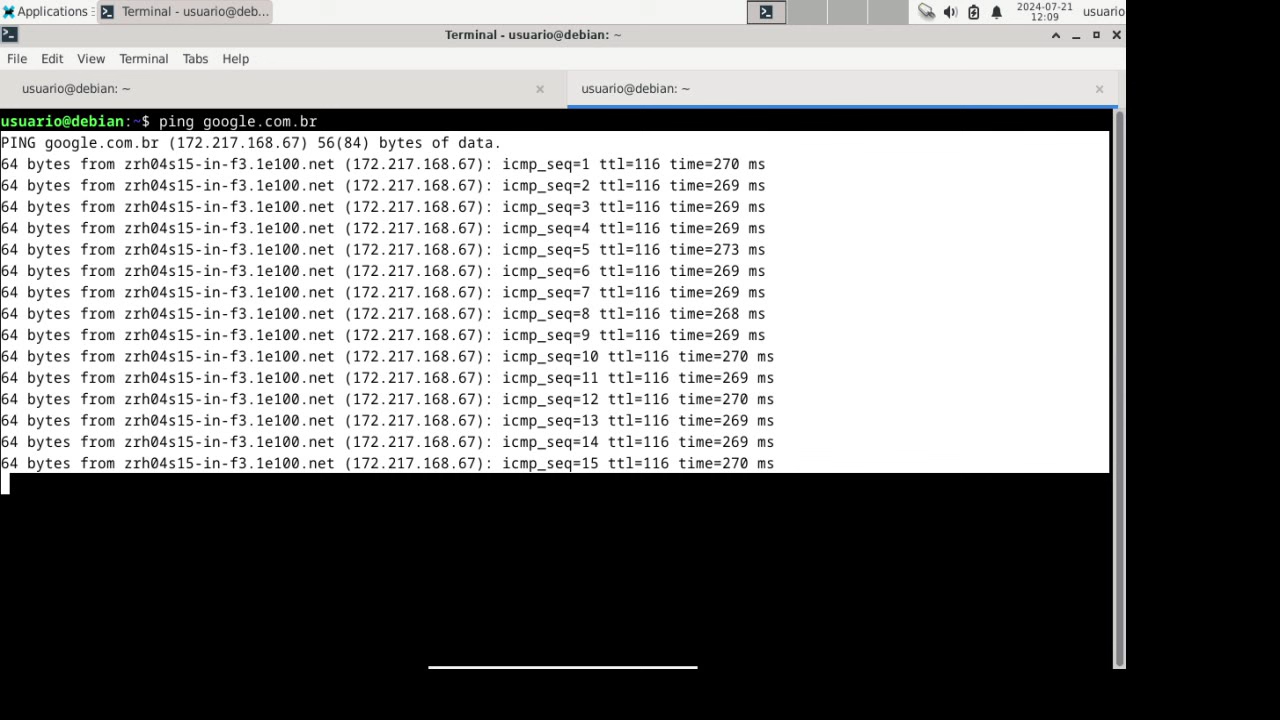 Applications
Terminal - usuario@deb...
2024-07-21
12:09
usuario
Terminal - usuario@debian: ~
File Edit View Terminal Tabs Help
usuario@debian: ~
usuario@debian: ~
usuario@debian:~$ ping google.com.br
PING google.com.br (172.217.168.67) 56(84) bytes of data.
64 bytes from zrh04s15-in-f3.1e100.net (172.217.168.67): icmp_seq=1 ttl=116 time=270 ms
64 bytes from zrh04s15-in-f3.1e100.net (172.217.168.67): icmp_seq=2 ttl=116 time=269 ms
64 bytes from zrh04s15-in-f3.1e100.net (172.217.168.67): icmp_seq=3 ttl=116 time=269 ms
64 bytes from zrh04s15-in-f3.1e100.net (172.217.168.67): icmp_seq=4 ttl=116 time=269 ms
64 bytes from zrh04s15-in-f3.1e100.net (172.217.168.67): icmp_seq=5 ttl=116 time=273 ms
64 bytes from zrh04s15-in-f3.1e100.net (172.217.168.67): icmp_seq=6 ttl=116 time=269 ms
64 bytes from zrh04s15-in-f3.1e100.net (172.217.168.67): icmp_seq=7 ttl=116 time=269 ms
64 bytes from zrh04s15-in-f3.1e100.net (172.217.168.67): icmp_seq=8 ttl=116 time=268 ms
64 bytes from zrh04s15-in-f3.1e100.net (172.217.168.67): icmp_seq=9 ttl=116 time=269 ms
64 bytes from zrh04s15-in-f3.1e100.net (172.217.168.67): icmp_seq=10 ttl=116 time=270 ms
64 bytes from zrh04s15-in-f3.1e100.net (172.217.168.67): icmp_seq=11 ttl=116 time=269 ms
64 bytes from zrh04s15-in-f3.1e100.net (172.217.168.67): icmp_seq=12 ttl=116 time=270 ms
64 bytes from zrh04s15-in-f3.1e100.net (172.217.168.67): icmp_seq=13 ttl=116 time=269 ms
64 bytes from zrh04s15-in-f3.1e100.net (172.217.168.67): icmp_seq=14 ttl=116 time=269 ms
64 bytes from zrh04s15-in-f3.1e100.net (172.217.168.67): icmp_seq=15 ttl=116 time=270 ms